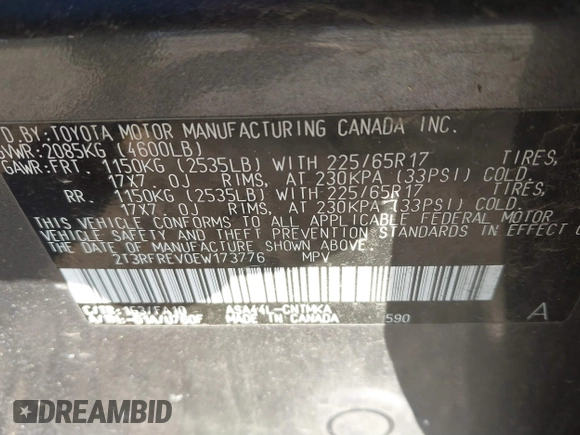 D BY: TOYOTA MOTOR MANUFACTURING CANADA INC.
GVWR: 2085KG (4600LB)
GAWR: FRT. 1150KG (2535LB) WITH 225/65R17 TIRES,
17X7 0J RIMS, AT 230KPA (33PSI) COLD.
RR. 1150KG (2535LB) WITH 225/65R17 TIRES,
17X7 0J RIMS, AT 230KPA (33PSI) COLD.
THIS VEHICLE CONFORMS TO ALL APPLICABLE FEDERAL MOTOR
VEHICLE SAFETY AND THEFT PREVENTION STANDARDS IN EFFECT
DATE OF MANUFACTURE SHOWN ABOVE.
2T3RFREV0EW173776 MPV
ASA44L-CNTMKA
MADE IN CANADA
590
A
DREAMBID